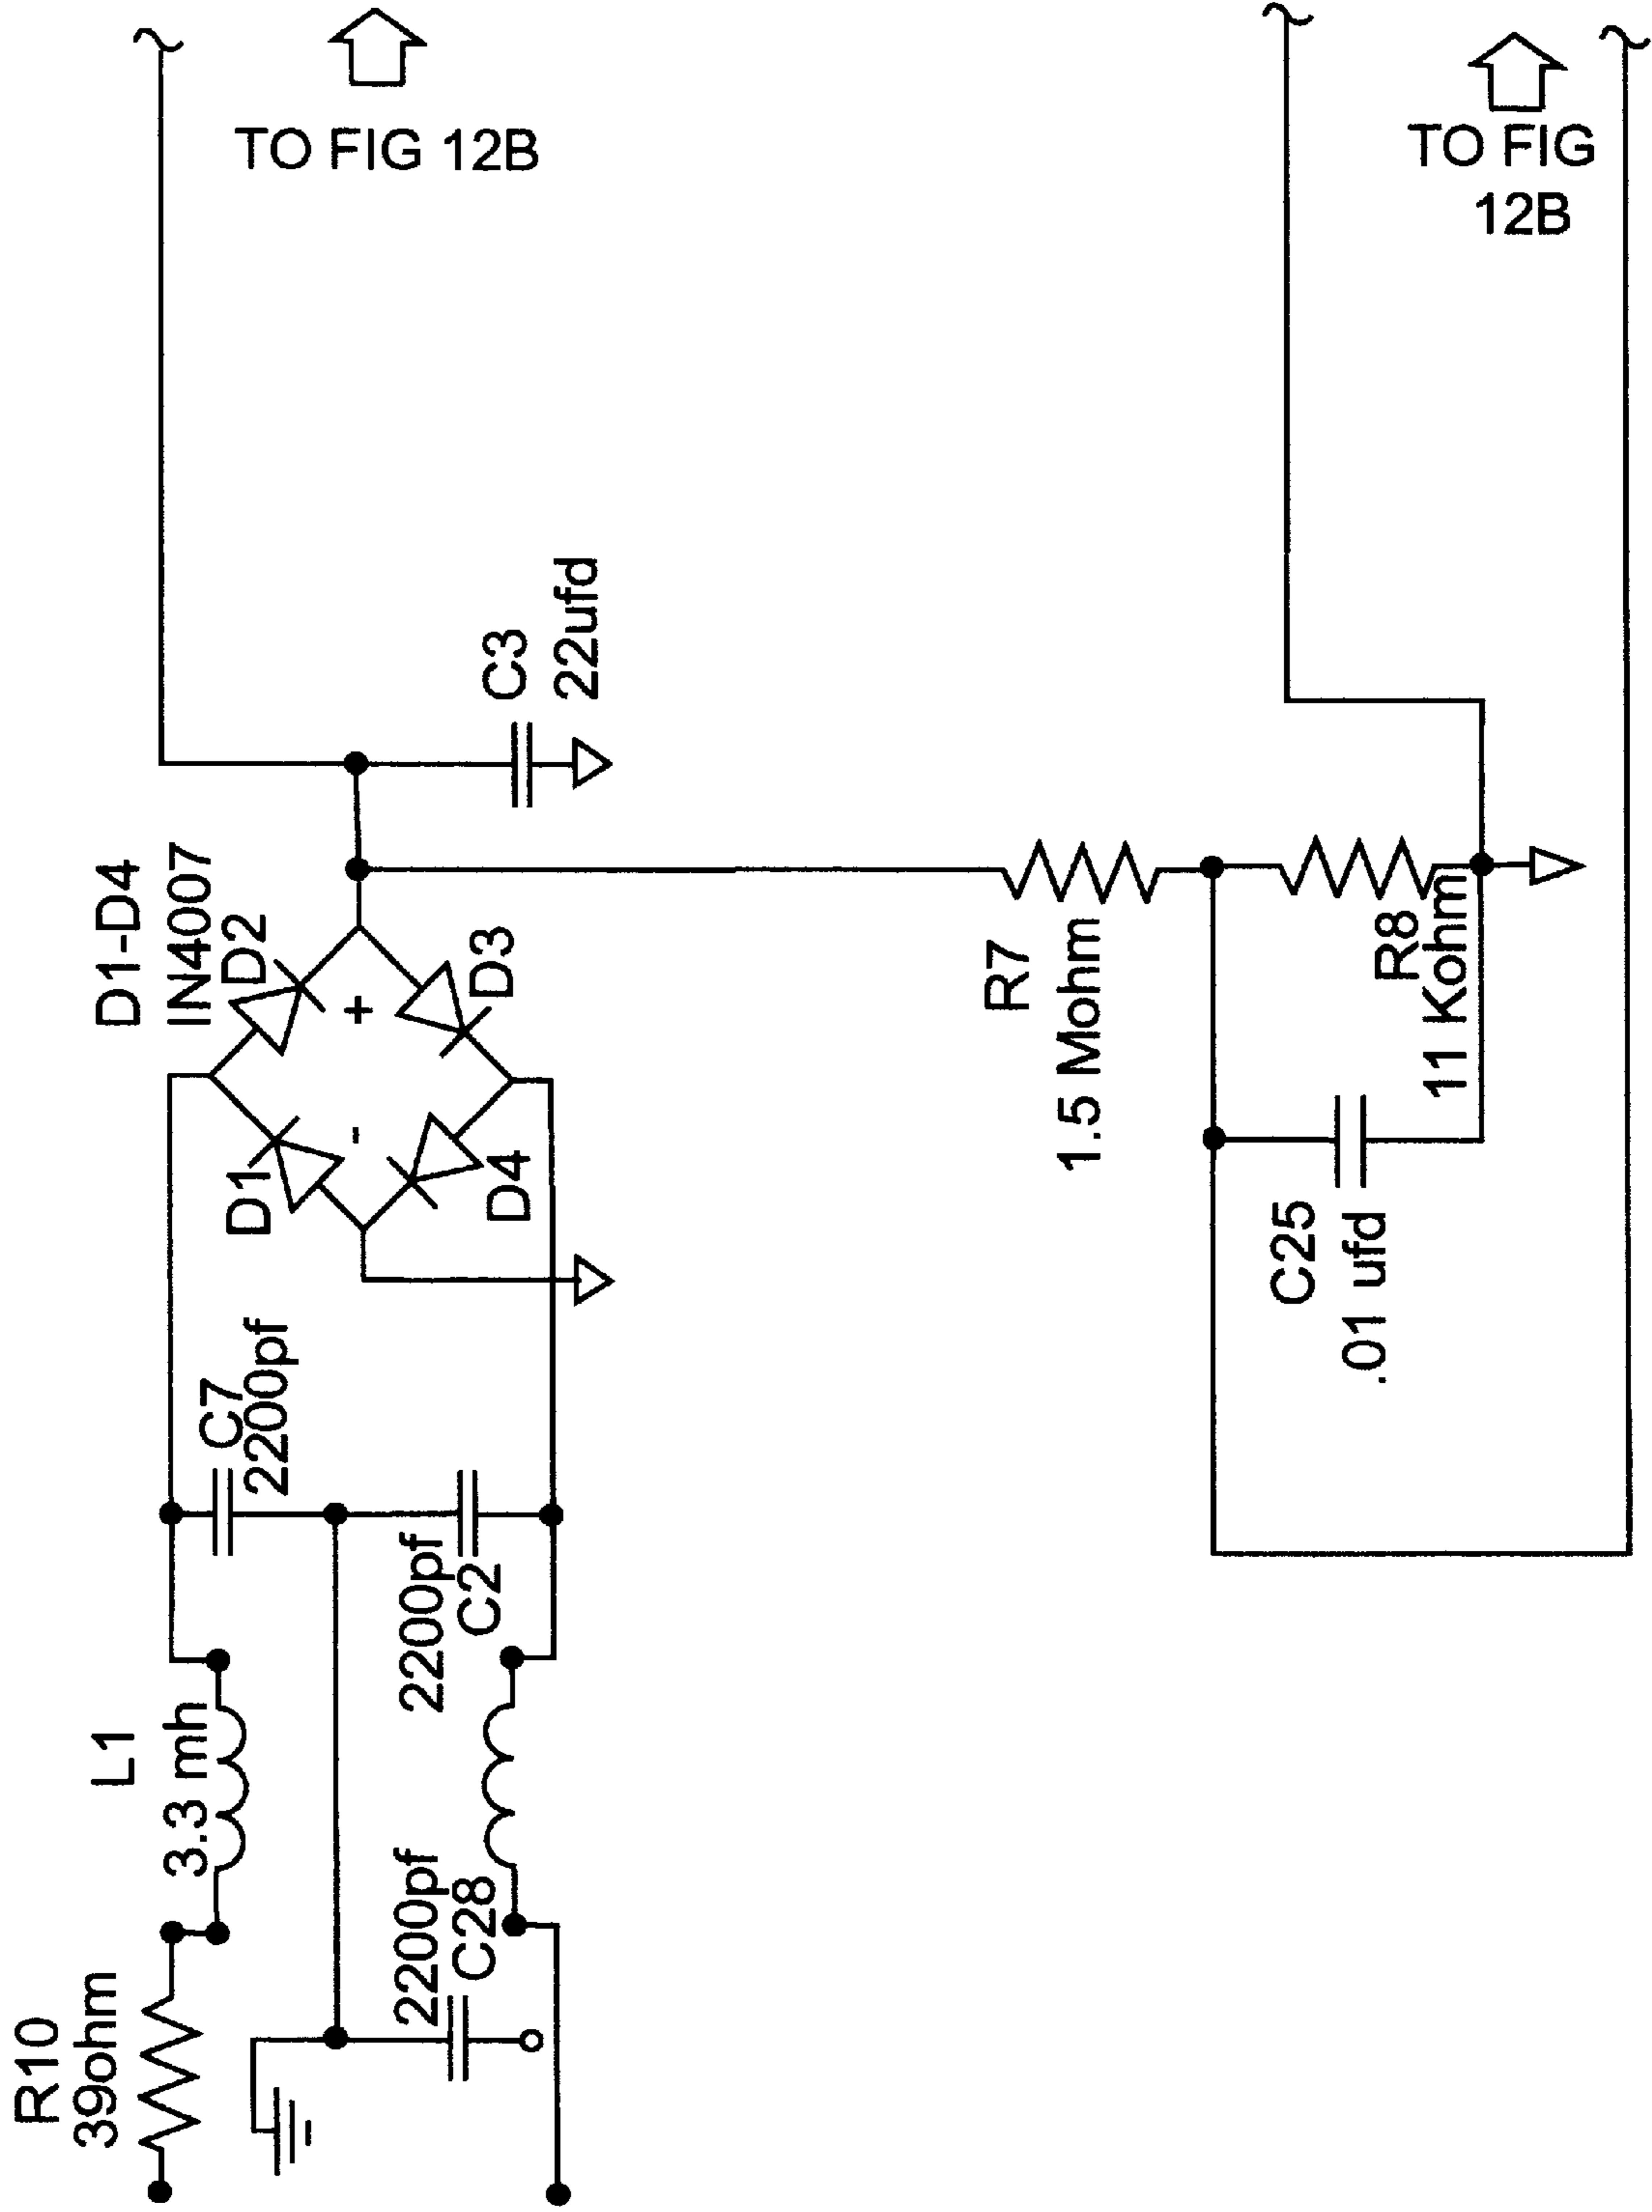 R10
39ohm
L1
3.3 mh
2200pf
C28
2200pf
C2
C7
2200pf
D1-D4
IN4007
D1
D2
D4
D3
-
+
C3
22ufd
TO FIG 12B
R7
1.5 Mohm
C25
.01 ufd
R8
11 Kohm
TO FIG
12B